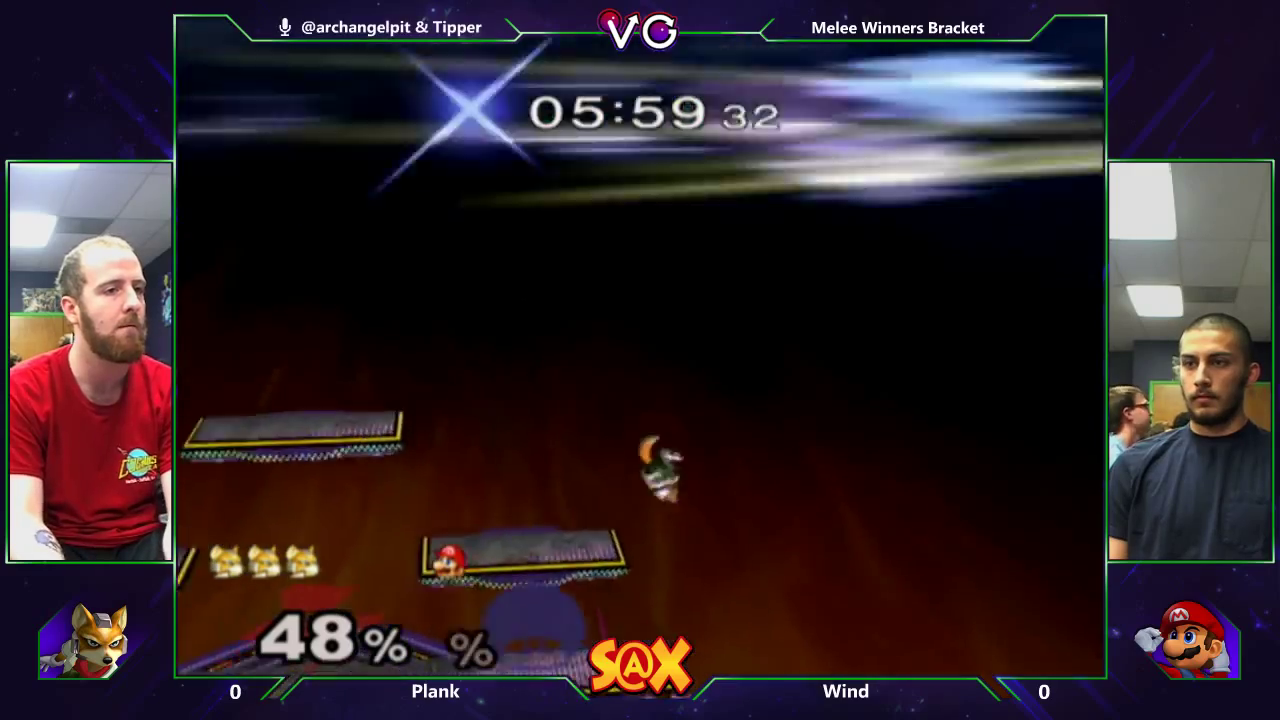 @archangelpit & Tipper
VG
Melee Winners Bracket
05:59 32
48%
%
S@X
0
Plank
Wind
0